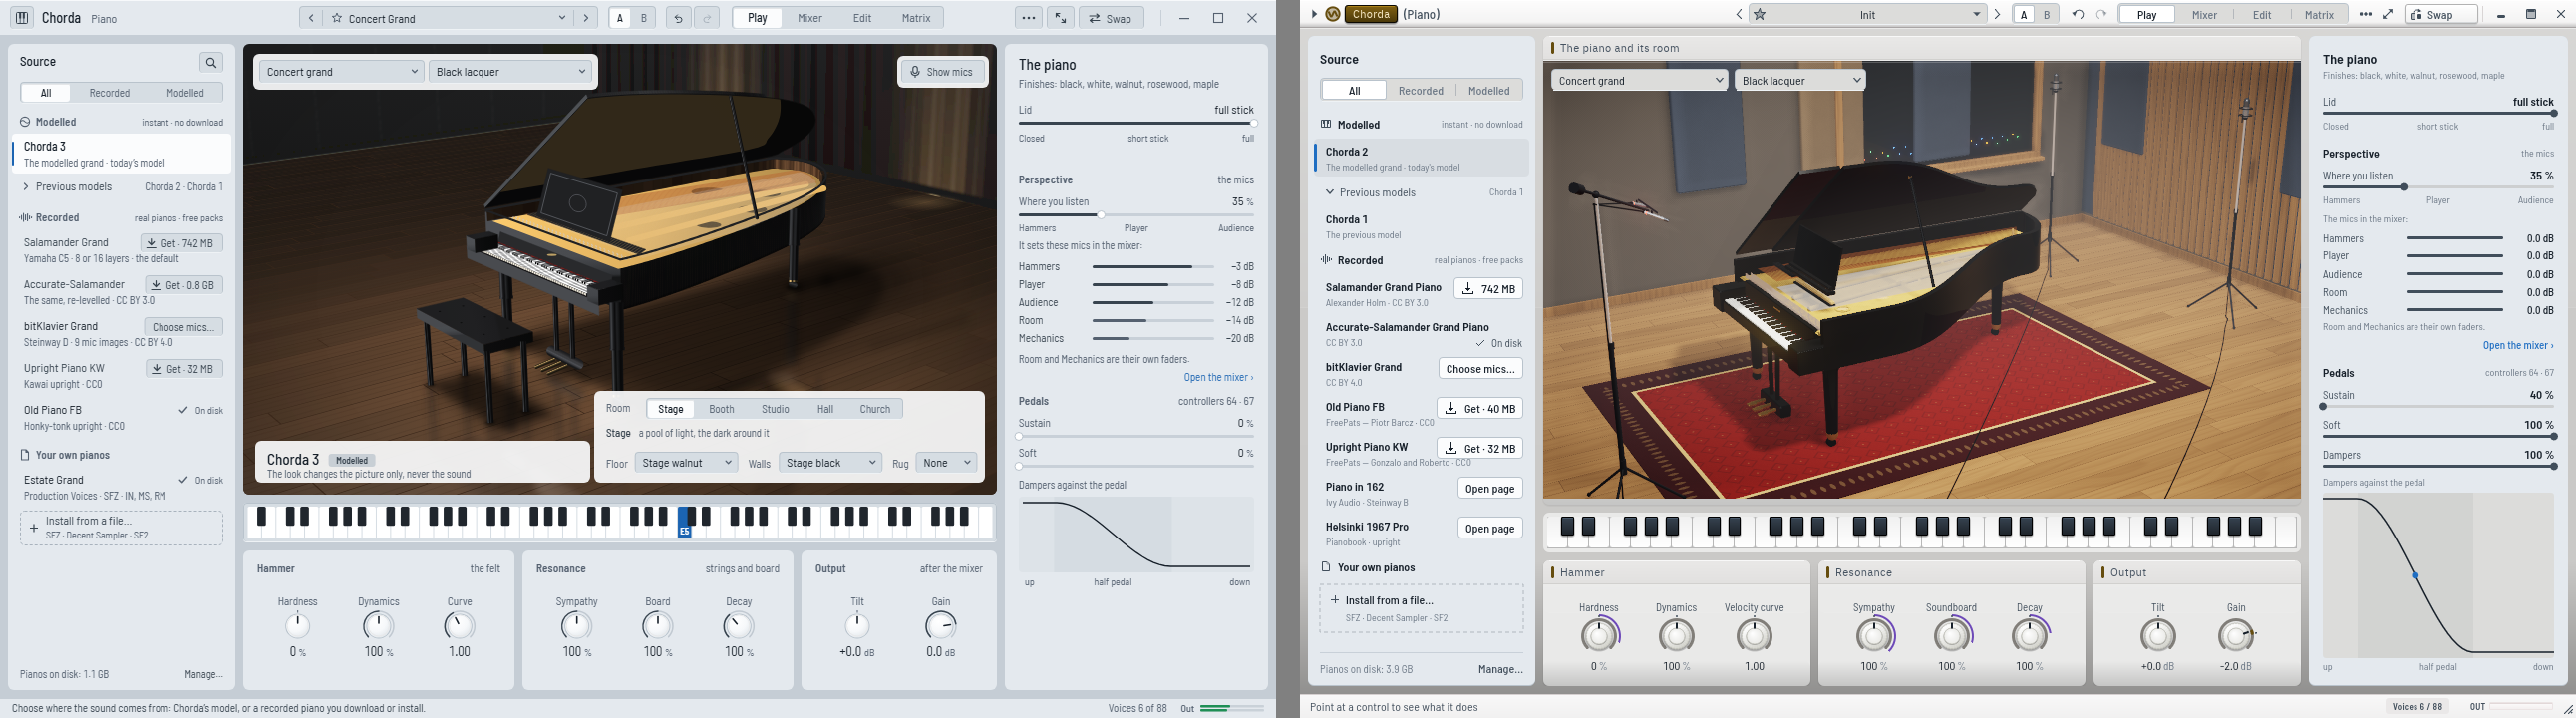 Chorda Piano
Concert Grand
A B
Play Mixer Edit Matrix
Swap
Source
All Recorded Modelled
Modelled instant · no download
Chorda 3
The modelled grand · today's model
Previous models Chorda 2 · Chorda 1
Recorded real pianos · free packs
Salamander Grand Get · 742 MB
Yamaha C5 · 8 or 16 layers · the default
Accurate-Salamander Get · 0.8 GB
The same, re-levelled · CC BY 3.0
bitKlavier Grand Choose mics...
Steinway D · 9 mic images · CC BY 4.0
Upright Piano KW Get · 32 MB
Kawai upright · CC0
Old Piano FB On disk
Honky-tonk upright · CC0
Your own pianos
Estate Grand On disk
Production Voices · SFZ · IN, MS, RM
Install from a file...
SFZ · Decent Sampler · SF2
Pianos on disk: 1.1 GB Manage...
Concert grand Black lacquer Show mics
Chorda 3 Modelled
The look changes the picture only, never the sound
Room Stage Booth Studio Hall Church
Stage a pool of light, the dark around it
Floor Stage walnut Walls Stage black Rug None
E5
Hammer the felt
Hardness Dynamics Curve
0 % 100 % 1.00
Resonance strings and board
Sympathy Board Decay
100 % 100 % 100 %
Output after the mixer
Tilt Gain
+0.0 dB 0.0 dB
The piano
Finishes: black, white, walnut, rosewood, maple
Lid full stick
Closed short stick full
Perspective the mics
Where you listen 35 %
Hammers Player Audience
It sets these mics in the mixer:
Hammers −3 dB
Player −8 dB
Audience −12 dB
Room −14 dB
Mechanics −20 dB
Room and Mechanics are their own faders.
Open the mixer ›
Pedals controllers 64 · 67
Sustain 0 %
Soft 0 %
Dampers against the pedal
up half pedal down
Choose where the sound comes from: Chorda's model, or a recorded piano you download or install.
Voices 6 of 88 Out
Chorda (Piano)
Init
A B
Play Mixer Edit Matrix
Swap
Source
All Recorded Modelled
Modelled instant · no download
Chorda 2
The modelled grand · today's model
Previous models Chorda 1
Chorda 1
The previous model
Recorded real pianos · free packs
Salamander Grand Piano 742 MB
Alexander Holm · CC BY 3.0
Accurate-Salamander Grand Piano
CC BY 3.0 On disk
bitKlavier Grand Choose mics...
CC BY 4.0
Old Piano FB Get · 40 MB
FreePats — Piotr Barcz · CC0
Upright Piano KW Get · 32 MB
FreePats — Gonzalo and Roberto · CC0
Piano in 162 Open page
Ivy Audio · Steinway B
Helsinki 1967 Pro Open page
Pianobook · upright
Your own pianos
Install from a file...
SFZ · Decent Sampler · SF2
Pianos on disk: 3.9 GB Manage...
The piano and its room
Concert grand Black lacquer
Hammer
Hardness Dynamics Velocity curve
0 % 100 % 1.00
Resonance
Sympathy Soundboard Decay
100 % 100 % 100 %
Output
Tilt Gain
+0.0 dB -2.0 dB
The piano
Finishes: black, white, walnut, rosewood, maple
Lid full stick
Closed short stick full
Perspective the mics
Where you listen 35 %
Hammers Player Audience
The mics in the mixer:
Hammers 0.0 dB
Player 0.0 dB
Audience 0.0 dB
Room 0.0 dB
Mechanics 0.0 dB
Room and Mechanics are their own faders.
Open the mixer ›
Pedals controllers 64 · 67
Sustain 40 %
Soft 100 %
Dampers 100 %
Dampers against the pedal
up half pedal down
Point at a control to see what it does
Voices 6 / 88 OUT